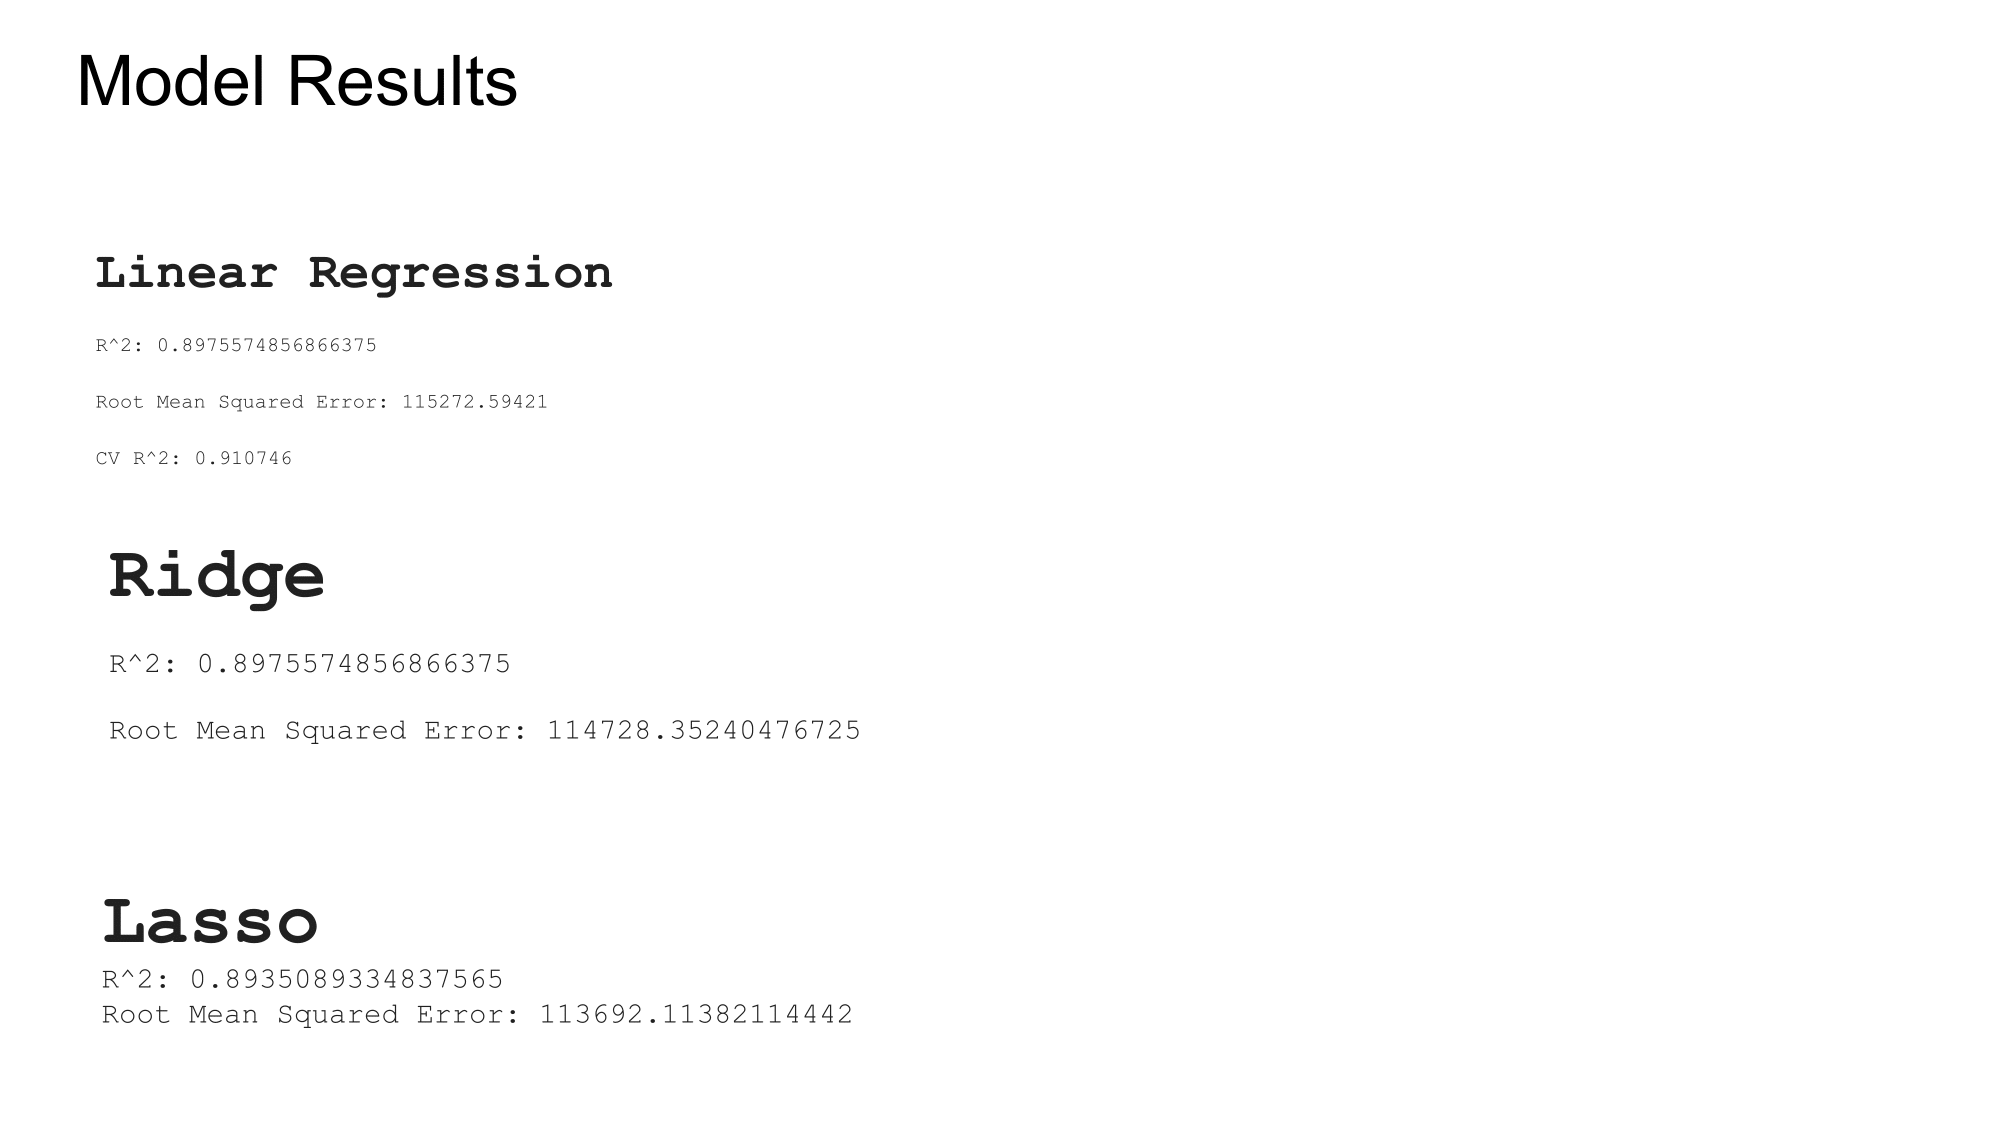 Model Results
Linear Regression
R^2: 0.8975574856866375
Root Mean Squared Error: 115272.59421
CV R^2: 0.910746
Ridge
R^2: 0.8975574856866375
Root Mean Squared Error: 114728.35240476725
Lasso
R^2: 0.8935089334837565
Root Mean Squared Error: 113692.11382114442